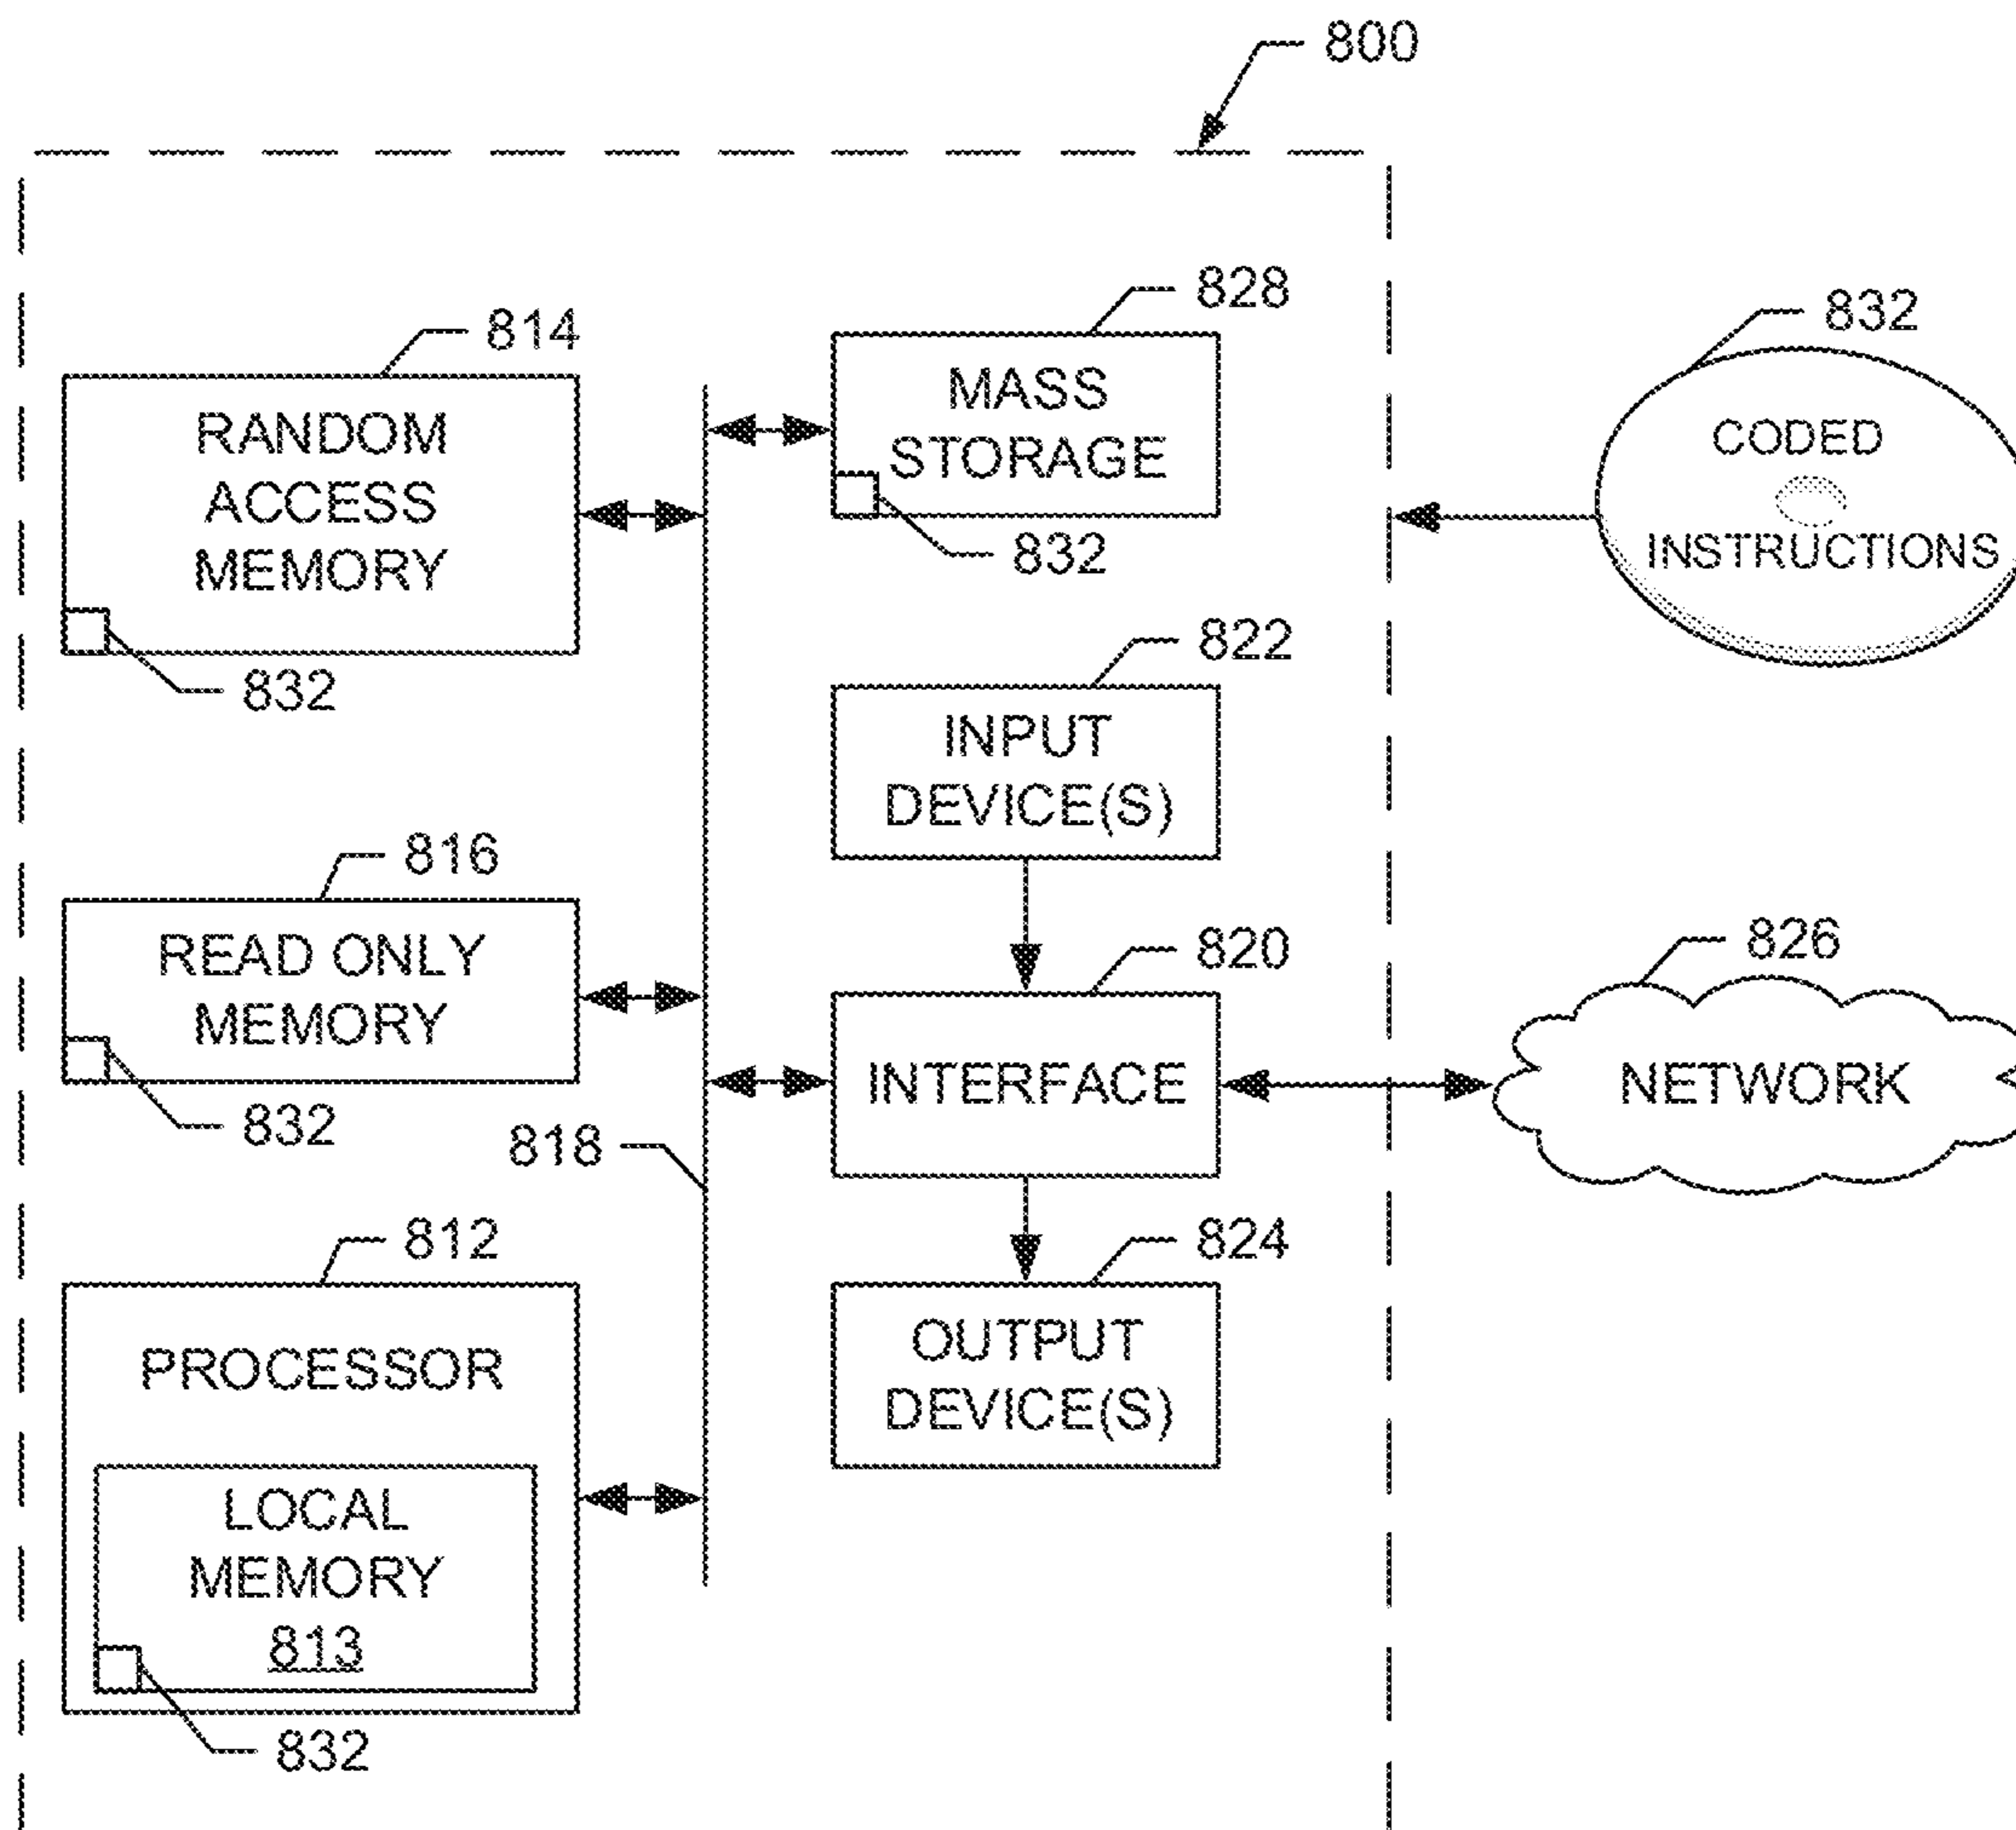 800
828
832
814
MASS
STORAGE
RANDOM
ACCESS
MEMORY
CODED
INSTRUCTIONS
832
832
822
INPUT
DEVICE(S)
816
READ ONLY
MEMORY
820
826
INTERFACE
NETWORK
832
818
812
824
PROCESSOR
OUTPUT
DEVICE(S)
LOCAL
MEMORY
813
832